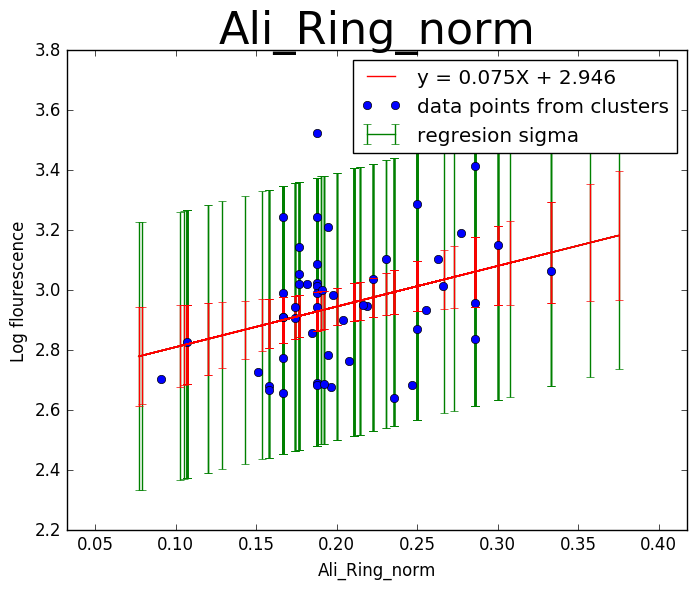 Ali_Ring_norm
3.8
3.6
3.4
3.2
3.0
2.8
2.6
2.4
2.2
Log flourescence
y = 0.075X + 2.946
data points from clusters
regresion sigma
0.05 0.10 0.15 0.20 0.25 0.30 0.35 0.40
Ali_Ring_norm